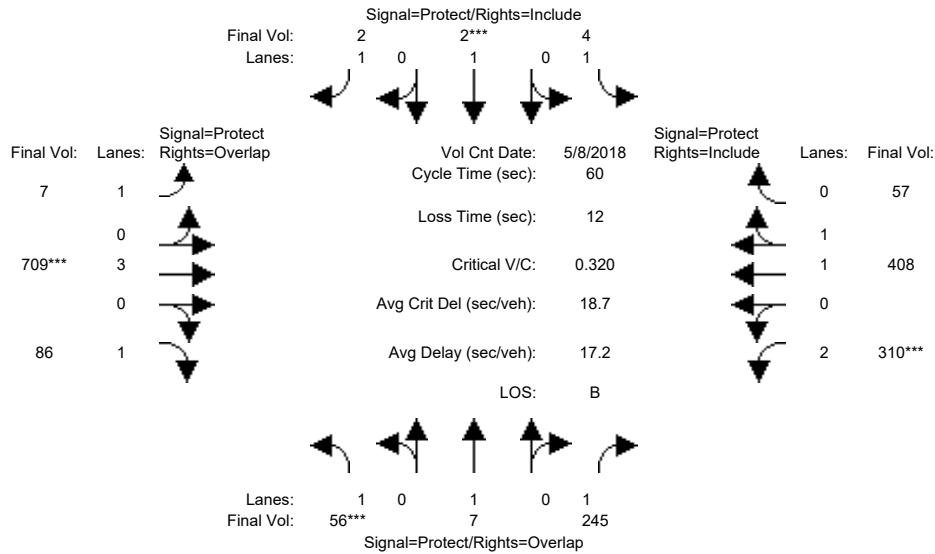 Signal=Protect/Rights=Include
Final Vol: 2 2*** 4
Lanes: 1 0 1 0 1
Signal=Protect Signal=Protect
Final Vol: Lanes: Rights=Overlap Vol Cnt Date: 5/8/2018 Rights=Include Lanes: Final Vol:
Cycle Time (sec): 60
7 1 0 57
Loss Time (sec): 12
0 1
709*** 3 Critical V/C: 0.320 1 408
0 Avg Crit Del (sec/veh): 18.7 0
86 1 Avg Delay (sec/veh): 17.2 2 310***
LOS: B
Lanes: 1 0 1 0 1
Final Vol: 56*** 7 245
Signal=Protect/Rights=Overlap